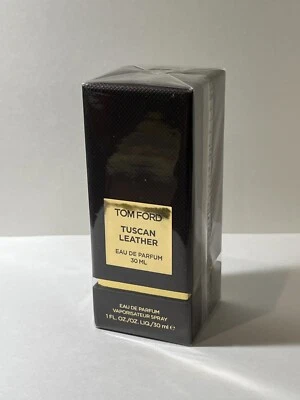 TOM FORD
TUSCAN
LEATHER
EAU DE PARFUM
30 ML
EAU DE PARFUM
VAPORISATEUR SPRAY
1 FL. OZ./OZ. LIQ./30 ml ℮